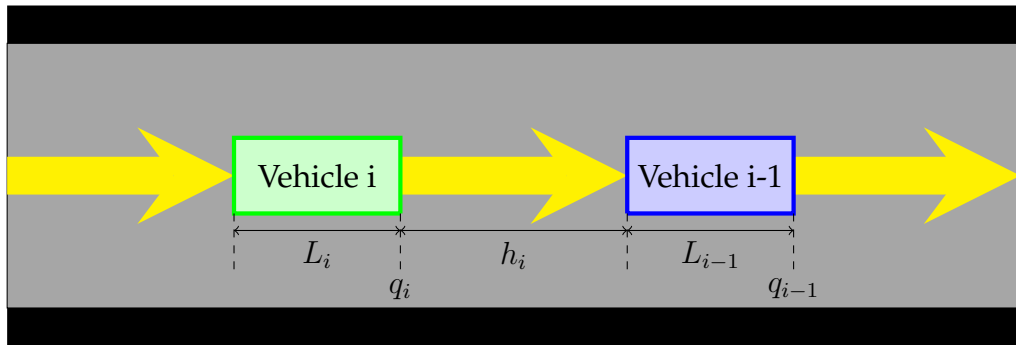 Vehicle i
Vehicle i-1
L_i
h_i
L_{i-1}
q_i
q_{i-1}